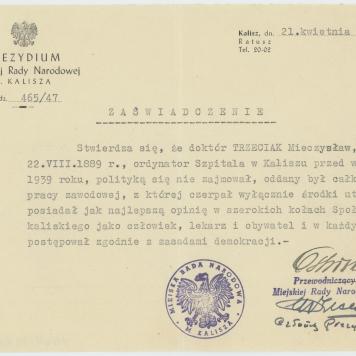 Kalisz, dn. 21.kwietnia
Ratusz
Tel. 20-02
EZYDIUM
j Rady Narodowej
KALISZA
465/47
ZAŚWIADCZENIE
Stwierdza się, że doktór TRZECIAK Mieczysław,
22.VIII.1889 r., ordynator Szpitala w Kaliszu przed w
1939 roku, polityką się nie zajmował, oddany był całk
pracy zawodowej, z której czerpał wyłącznie środki ut
posiadał jak najlepszą opinię w szerokich kołach Społ
kaliskiego jako człowiek, lekarz i obywatel i w każdy
postępował zgodnie z zasadami demokracji.-
Przewodniczący
Miejskiej Rady Narod
MIEJSKA RADA NARODOWA
M. KALISZA